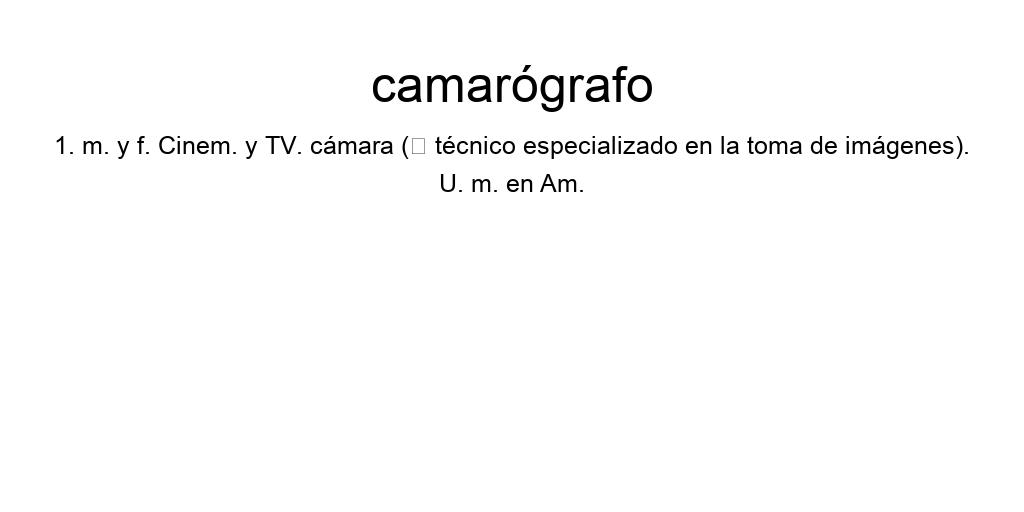 camarógrafo
1. m. y f. Cinem. y TV. cámara (□ técnico especializado en la toma de imágenes).
U. m. en Am.